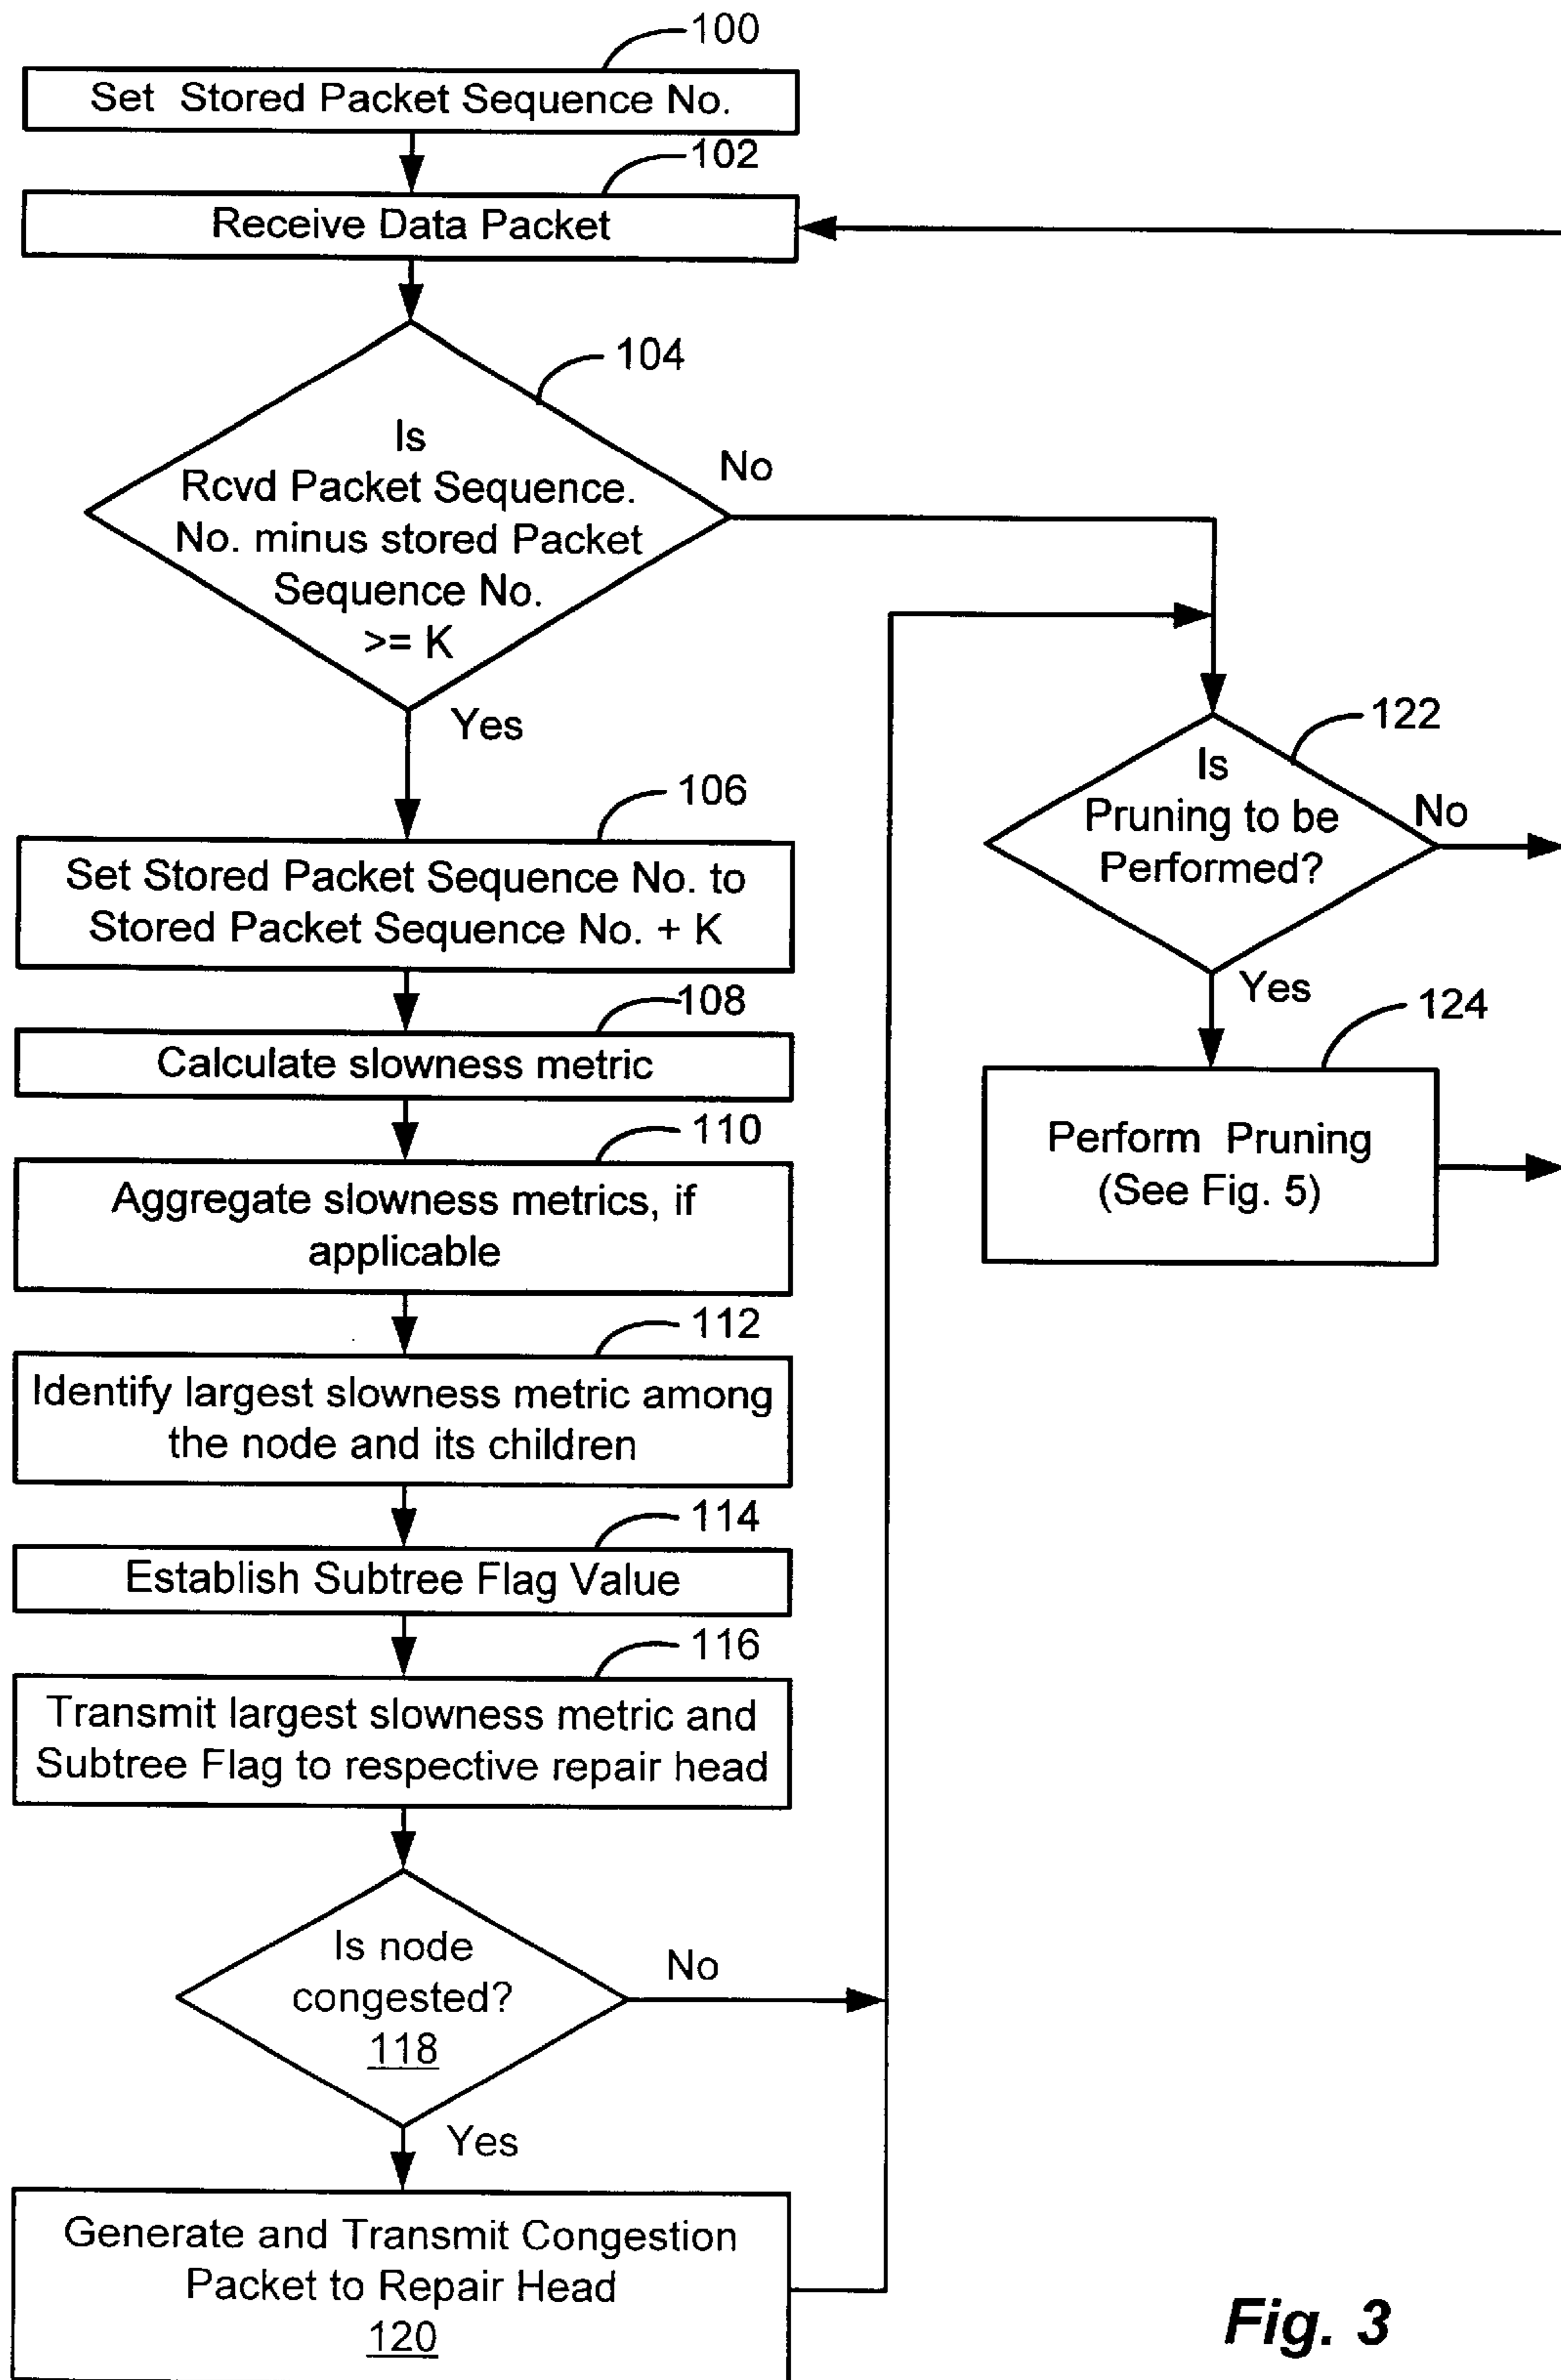 100
Set Stored Packet Sequence No.
102
Receive Data Packet
104
Is
Rcvd Packet Sequence.
No. minus stored Packet
Sequence No.
>= K
No
Yes
106
Set Stored Packet Sequence No. to
Stored Packet Sequence No. + K
108
Calculate slowness metric
110
Aggregate slowness metrics, if
applicable
112
Identify largest slowness metric among
the node and its children
114
Establish Subtree Flag Value
116
Transmit largest slowness metric and
Subtree Flag to respective repair head
Is node
congested?
118
No
Yes
Generate and Transmit Congestion
Packet to Repair Head
120
122
Is
Pruning to be
Performed?
No
Yes
124
Perform Pruning
(See Fig. 5)
Fig. 3